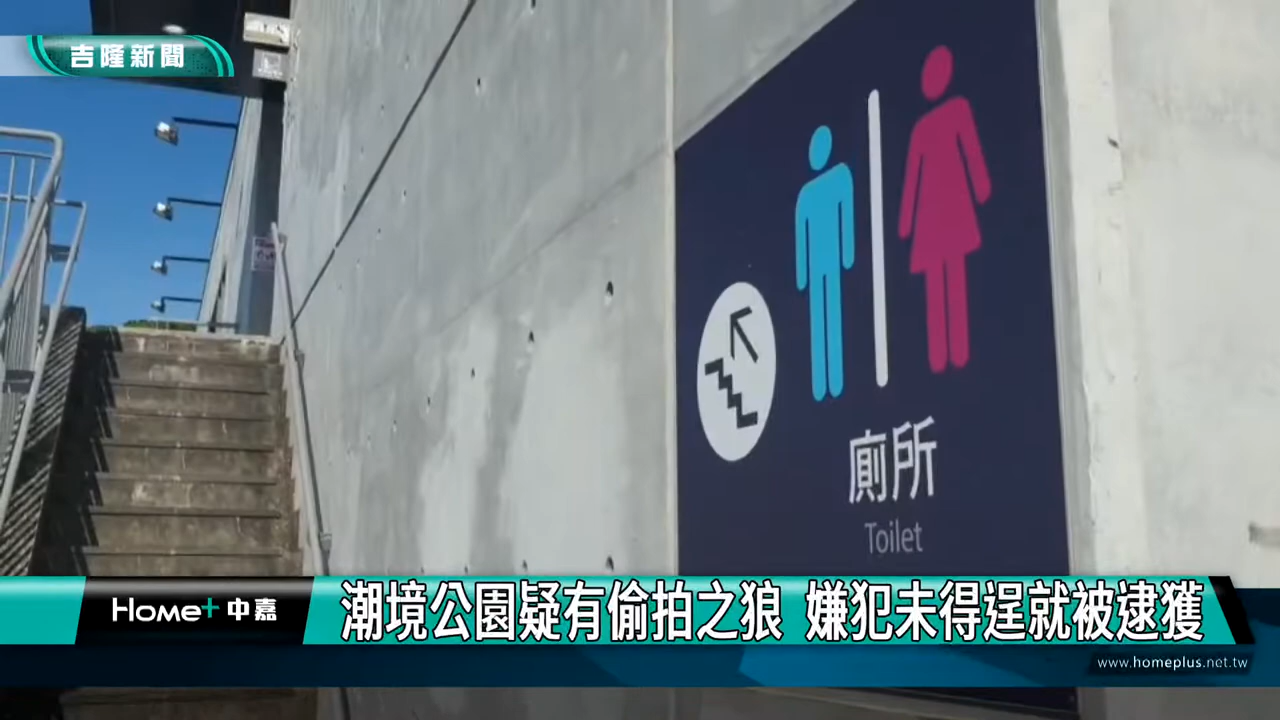 吉隆新聞
廁所
Toilet
Home+ 中嘉
潮境公園疑有偷拍之狼 嫌犯未得逞就被逮獲
www.homeplus.net.tw